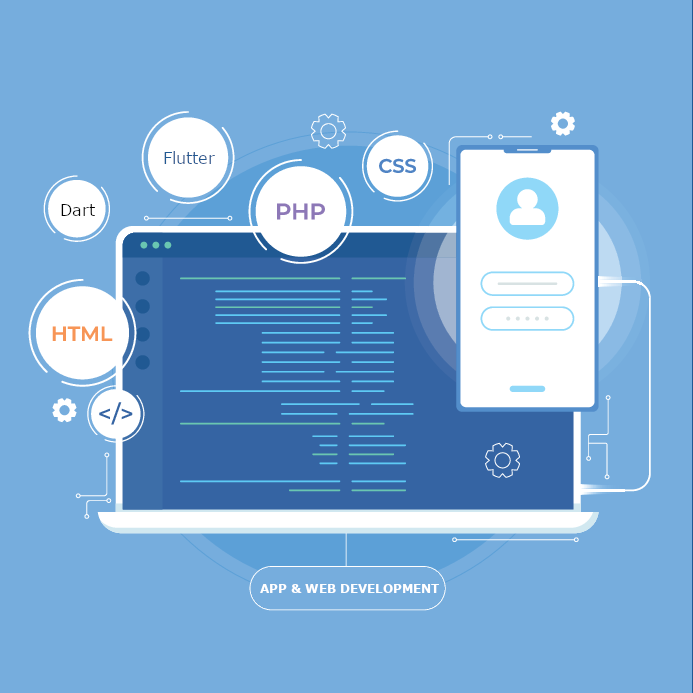 Flutter
CSS
Dart
PHP
HTML
</>
APP & WEB DEVELOPMENT